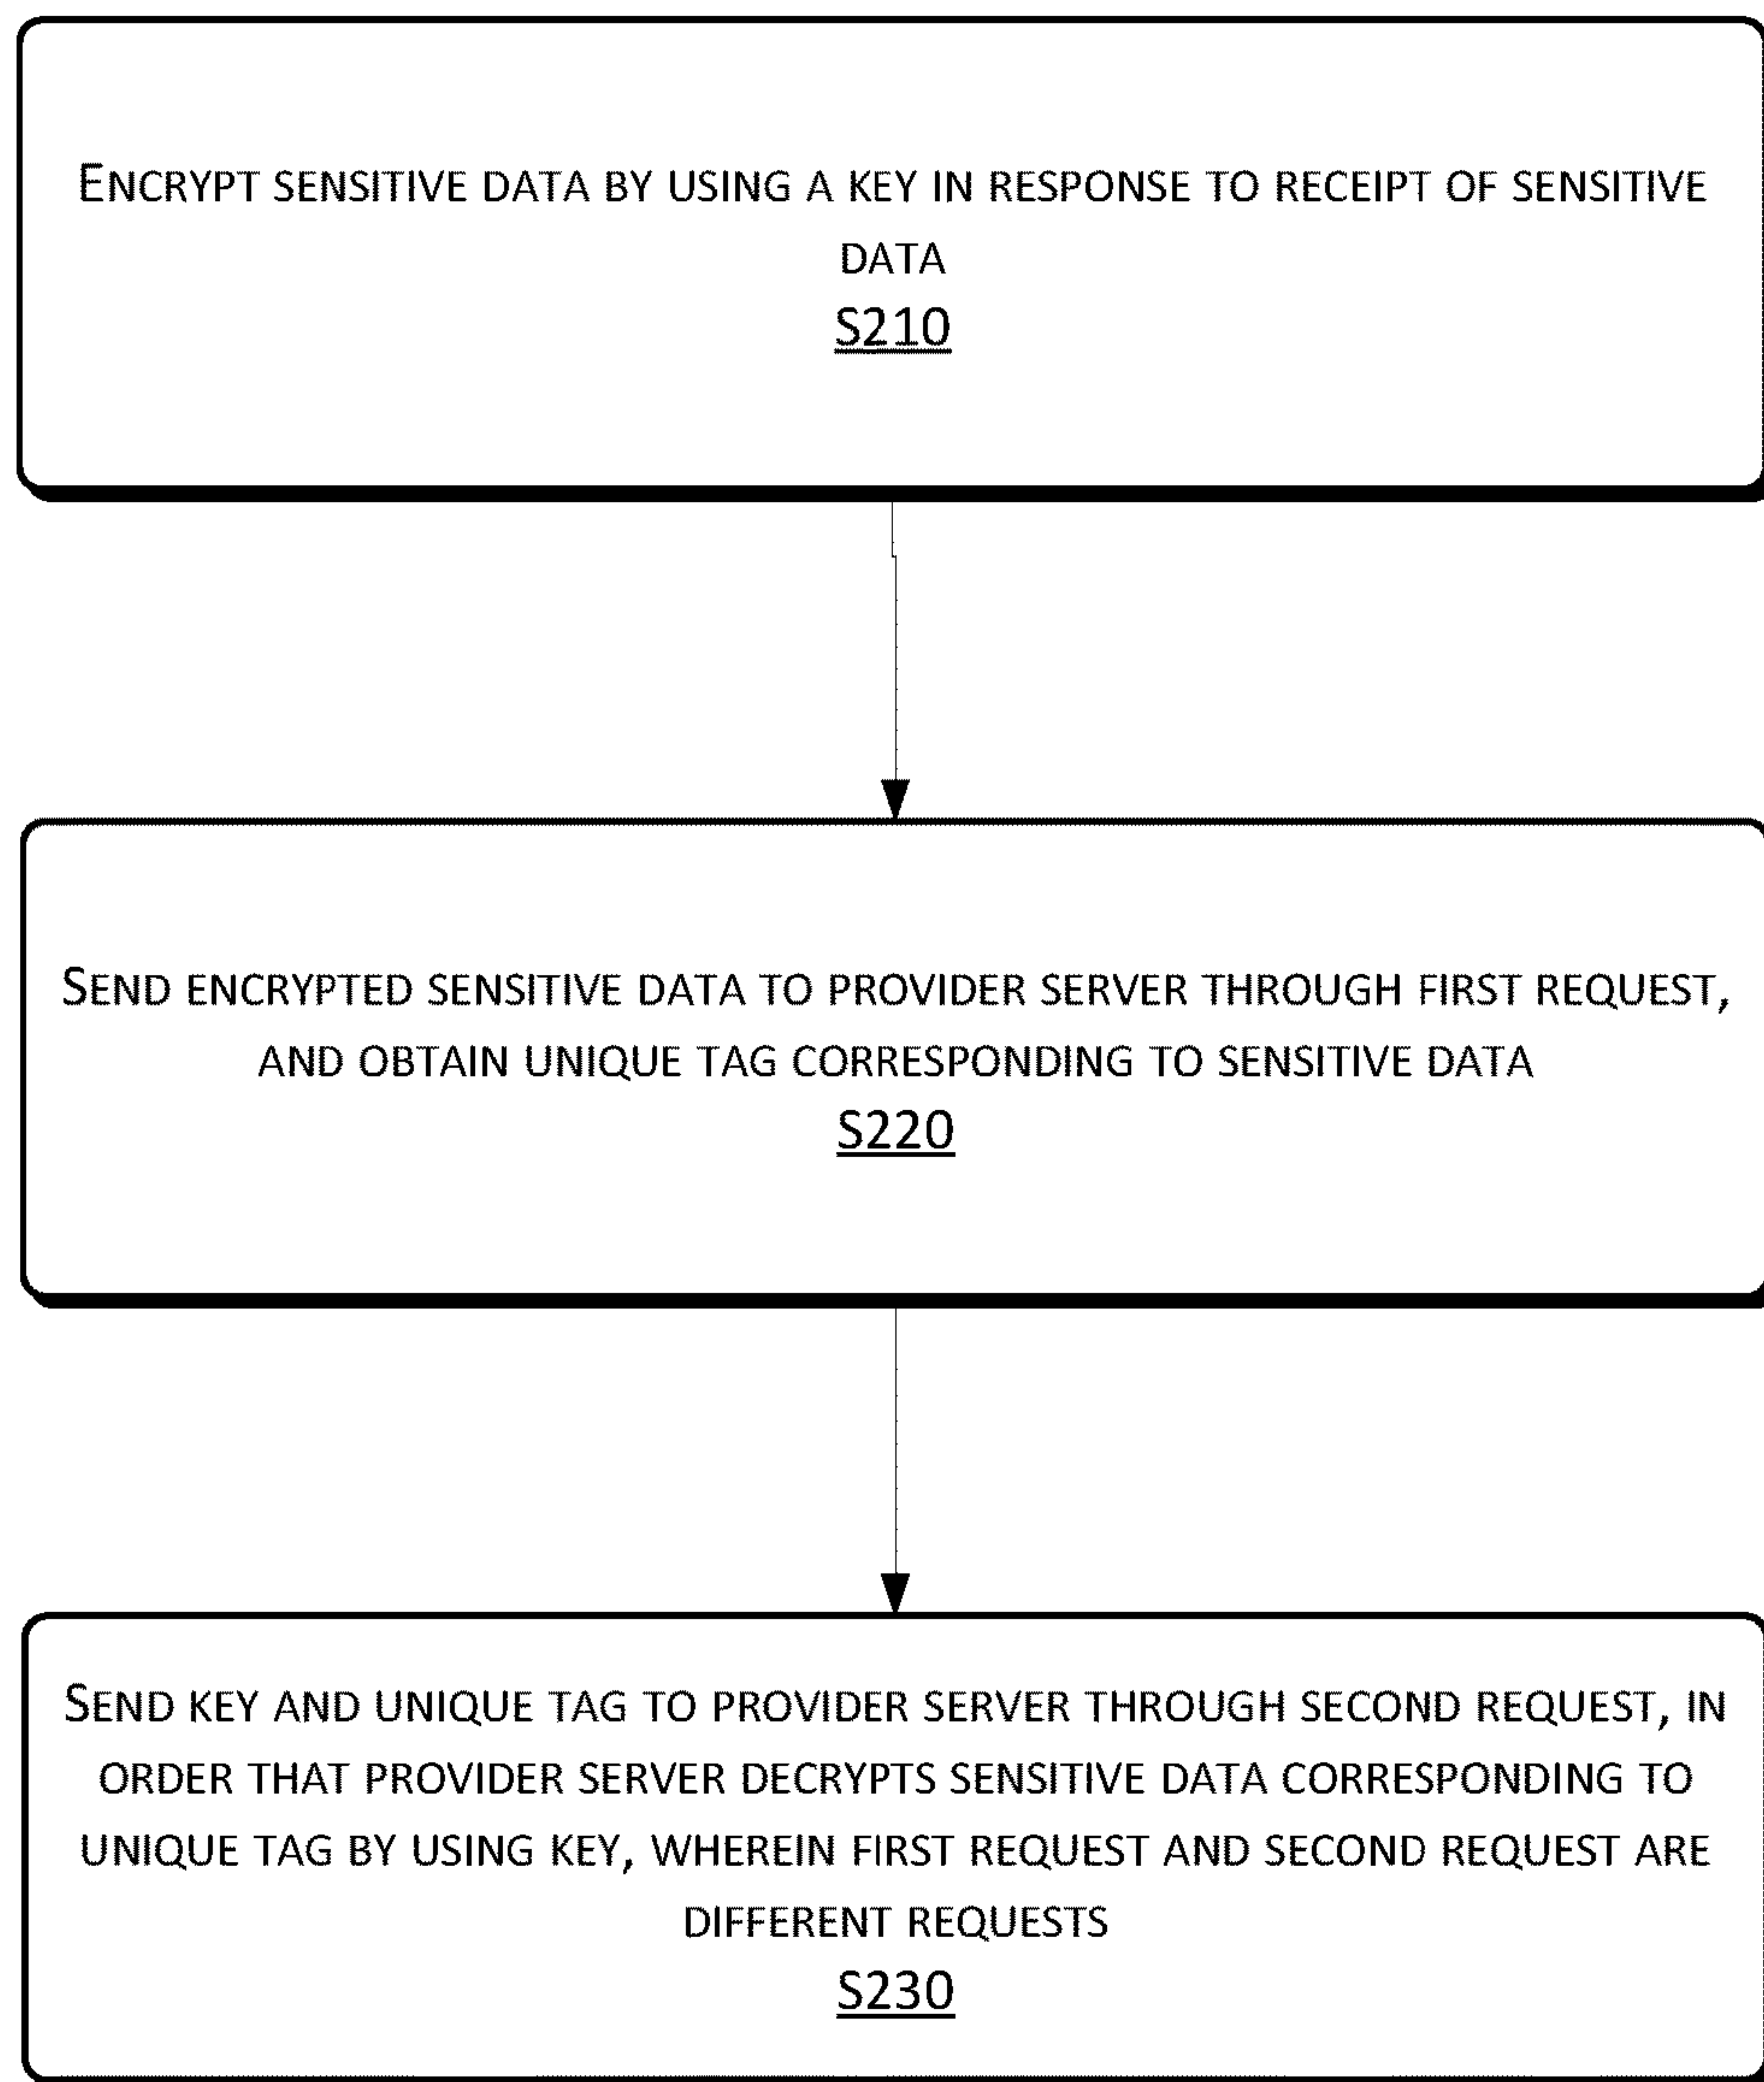 ENCRYPT SENSITIVE DATA BY USING A KEY IN RESPONSE TO RECEIPT OF SENSITIVE
DATA
S210
SEND ENCRYPTED SENSITIVE DATA TO PROVIDER SERVER THROUGH FIRST REQUEST,
AND OBTAIN UNIQUE TAG CORRESPONDING TO SENSITIVE DATA
S220
SEND KEY AND UNIQUE TAG TO PROVIDER SERVER THROUGH SECOND REQUEST, IN
ORDER THAT PROVIDER SERVER DECRYPTS SENSITIVE DATA CORRESPONDING TO
UNIQUE TAG BY USING KEY, WHEREIN FIRST REQUEST AND SECOND REQUEST ARE
DIFFERENT REQUESTS
S230